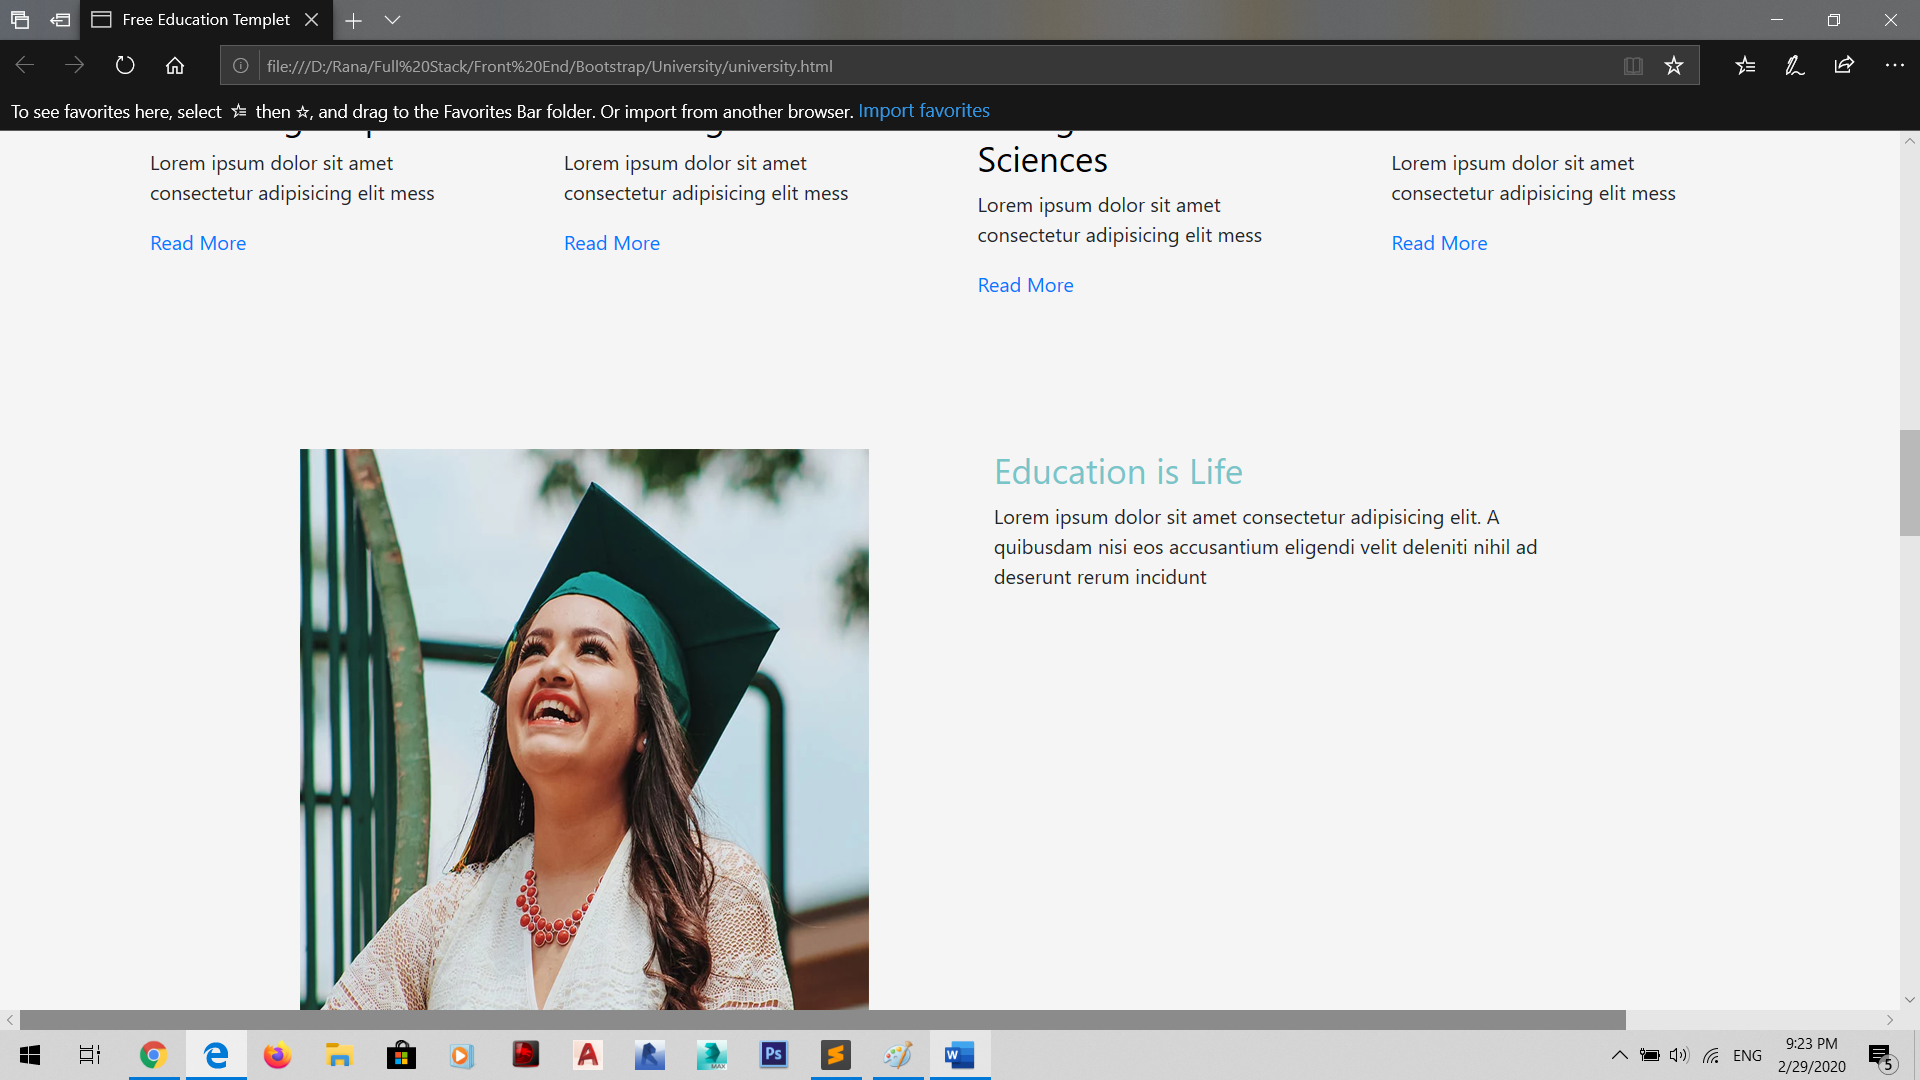 Free Education Templet
file:///D:/Rana/Full%20Stack/Front%20End/Bootstrap/University/university.html
To see favorites here, select then , and drag to the Favorites Bar folder. Or import from another browser. Import favorites
Sciences
Lorem ipsum dolor sit amet
consectetur adipisicing elit mess
Read More
Lorem ipsum dolor sit amet
consectetur adipisicing elit mess
Read More
Lorem ipsum dolor sit amet
consectetur adipisicing elit mess
Read More
Lorem ipsum dolor sit amet
consectetur adipisicing elit mess
Read More
Education is Life
Lorem ipsum dolor sit amet consectetur adipisicing elit. A
quibusdam nisi eos accusantium eligendi velit deleniti nihil ad
deserunt rerum incidunt
A
R
MAX
Ps
S
W
ENG
9:23 PM
2/29/2020
5